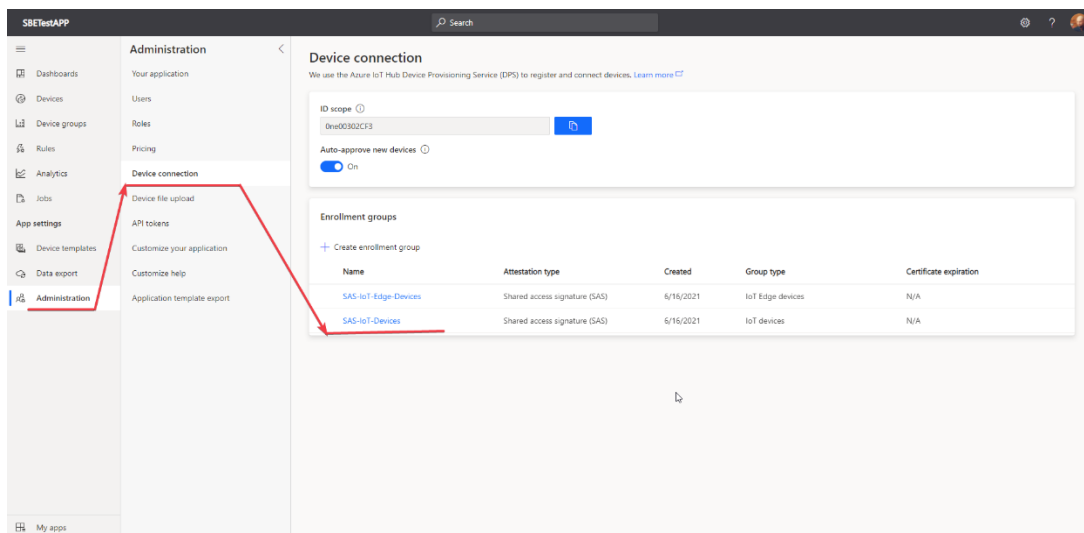 SBETestAPP
Search
?
Dashboards
Devices
Device groups
Rules
Analytics
Jobs
App settings
Device templates
Data export
Administration
My apps
Administration
Your application
Users
Roles
Pricing
Device connection
Device file upload
API tokens
Customize your application
Customize help
Application template export
Device connection
We use the Azure IoT Hub Device Provisioning Service (DPS) to register and connect devices. Learn more
ID scope
0ne00302CF3
Auto-approve new devices
On
Enrollment groups
+ Create enrollment group
Name Attestation type Created Group type Certificate expiration
SAS-IoT-Edge-Devices Shared access signature (SAS) 6/16/2021 IoT Edge devices N/A
SAS-IoT-Devices Shared access signature (SAS) 6/16/2021 IoT devices N/A